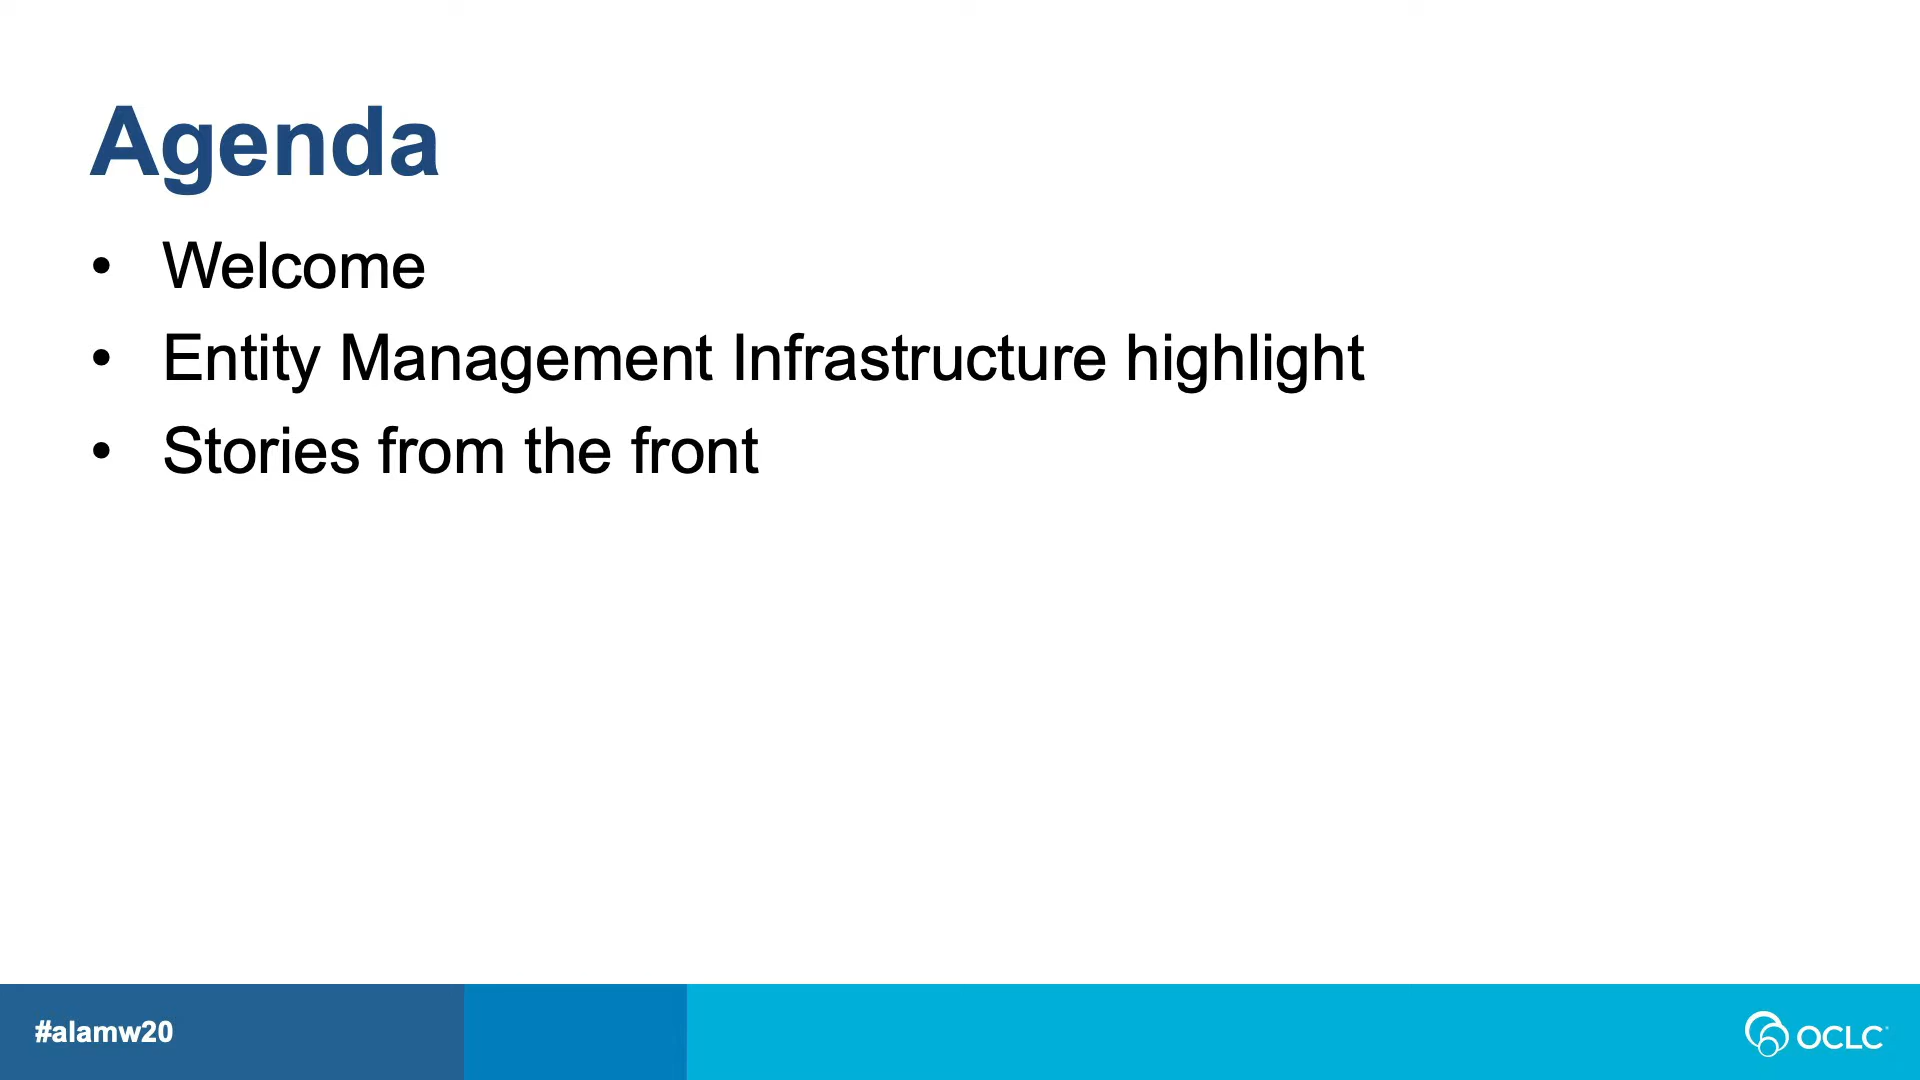 Agenda
• Welcome
• Entity Management Infrastructure highlight
• Stories from the front
#alamw20
OCLC